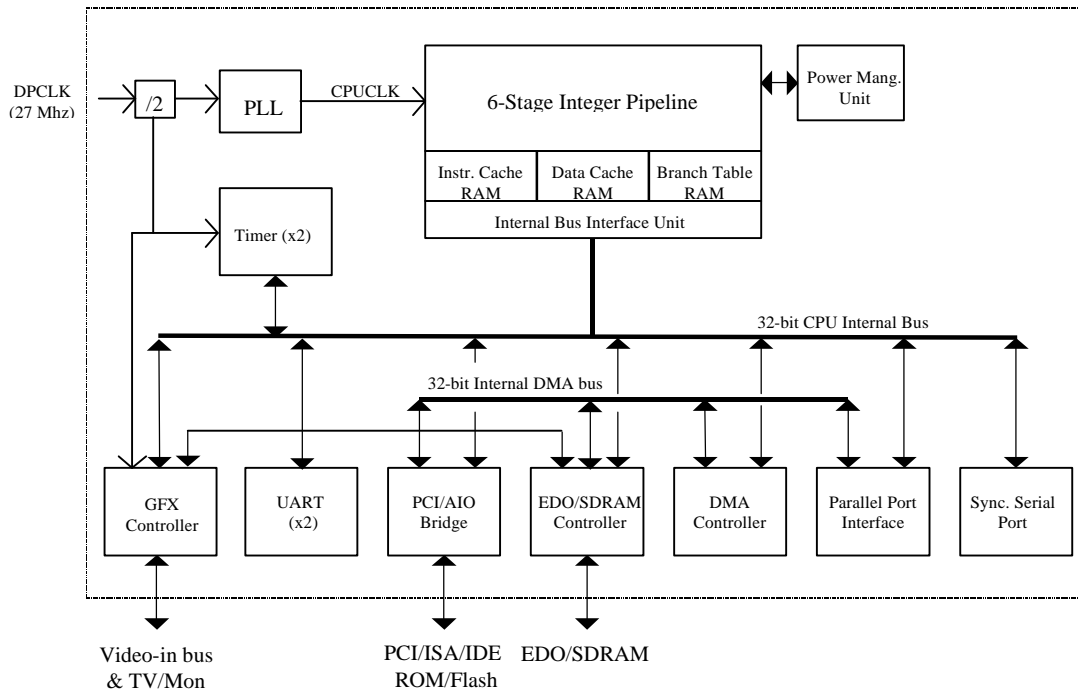 DPCLK
(27 Mhz)
/2
PLL
CPUCLK
6-Stage Integer Pipeline
Power Mang.
Unit
Instr. Cache
RAM
Data Cache
RAM
Branch Table
RAM
Internal Bus Interface Unit
Timer (x2)
32-bit CPU Internal Bus
32-bit Internal DMA bus
GFX
Controller
UART
(x2)
PCI/AIO
Bridge
EDO/SDRAM
Controller
DMA
Controller
Parallel Port
Interface
Sync. Serial
Port
Video-in bus
& TV/Mon
PCI/ISA/IDE
ROM/Flash
EDO/SDRAM